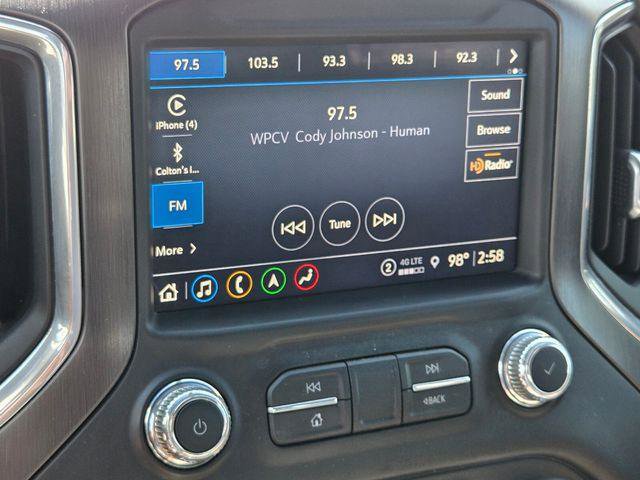 97.5 103.5 93.3 98.3 92.3
iPhone (4)
97.5
WPCV Cody Johnson - Human
Sound
Browse
HD Radio
Colton's i...
FM
Tune
More
2 4G LTE 98° 2:58
BACK